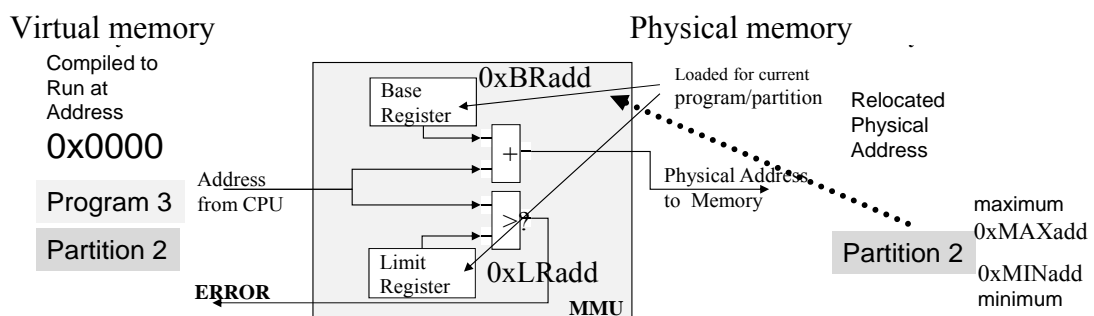 Virtual memory
Physical memory
Compiled to
Run at
Address
0x0000
Program 3
Partition 2
Address
from CPU
ERROR
Base
Register
0xBRadd
+
>?
Limit
Register
0xLRadd
MMU
Loaded for current
program/partition
Physical Address
to Memory
Relocated
Physical
Address
Partition 2
maximum
0xMAXadd
0xMINadd
minimum